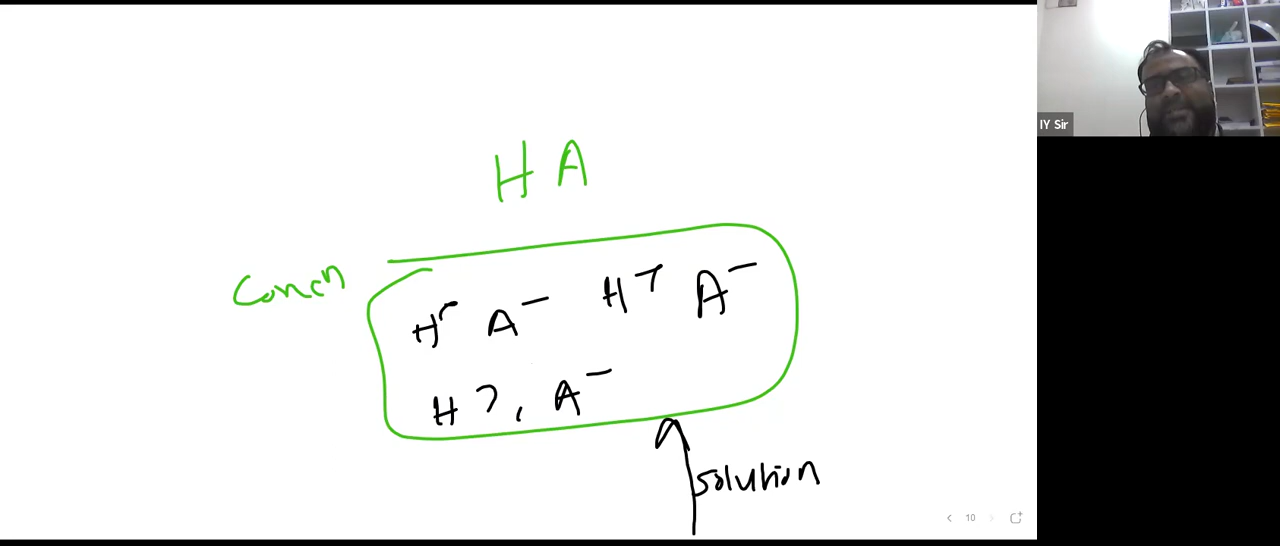 HA
Concn
H⁺ A⁻ H⁺ A⁻
H⁺, A⁻
solution
IY Sir
10